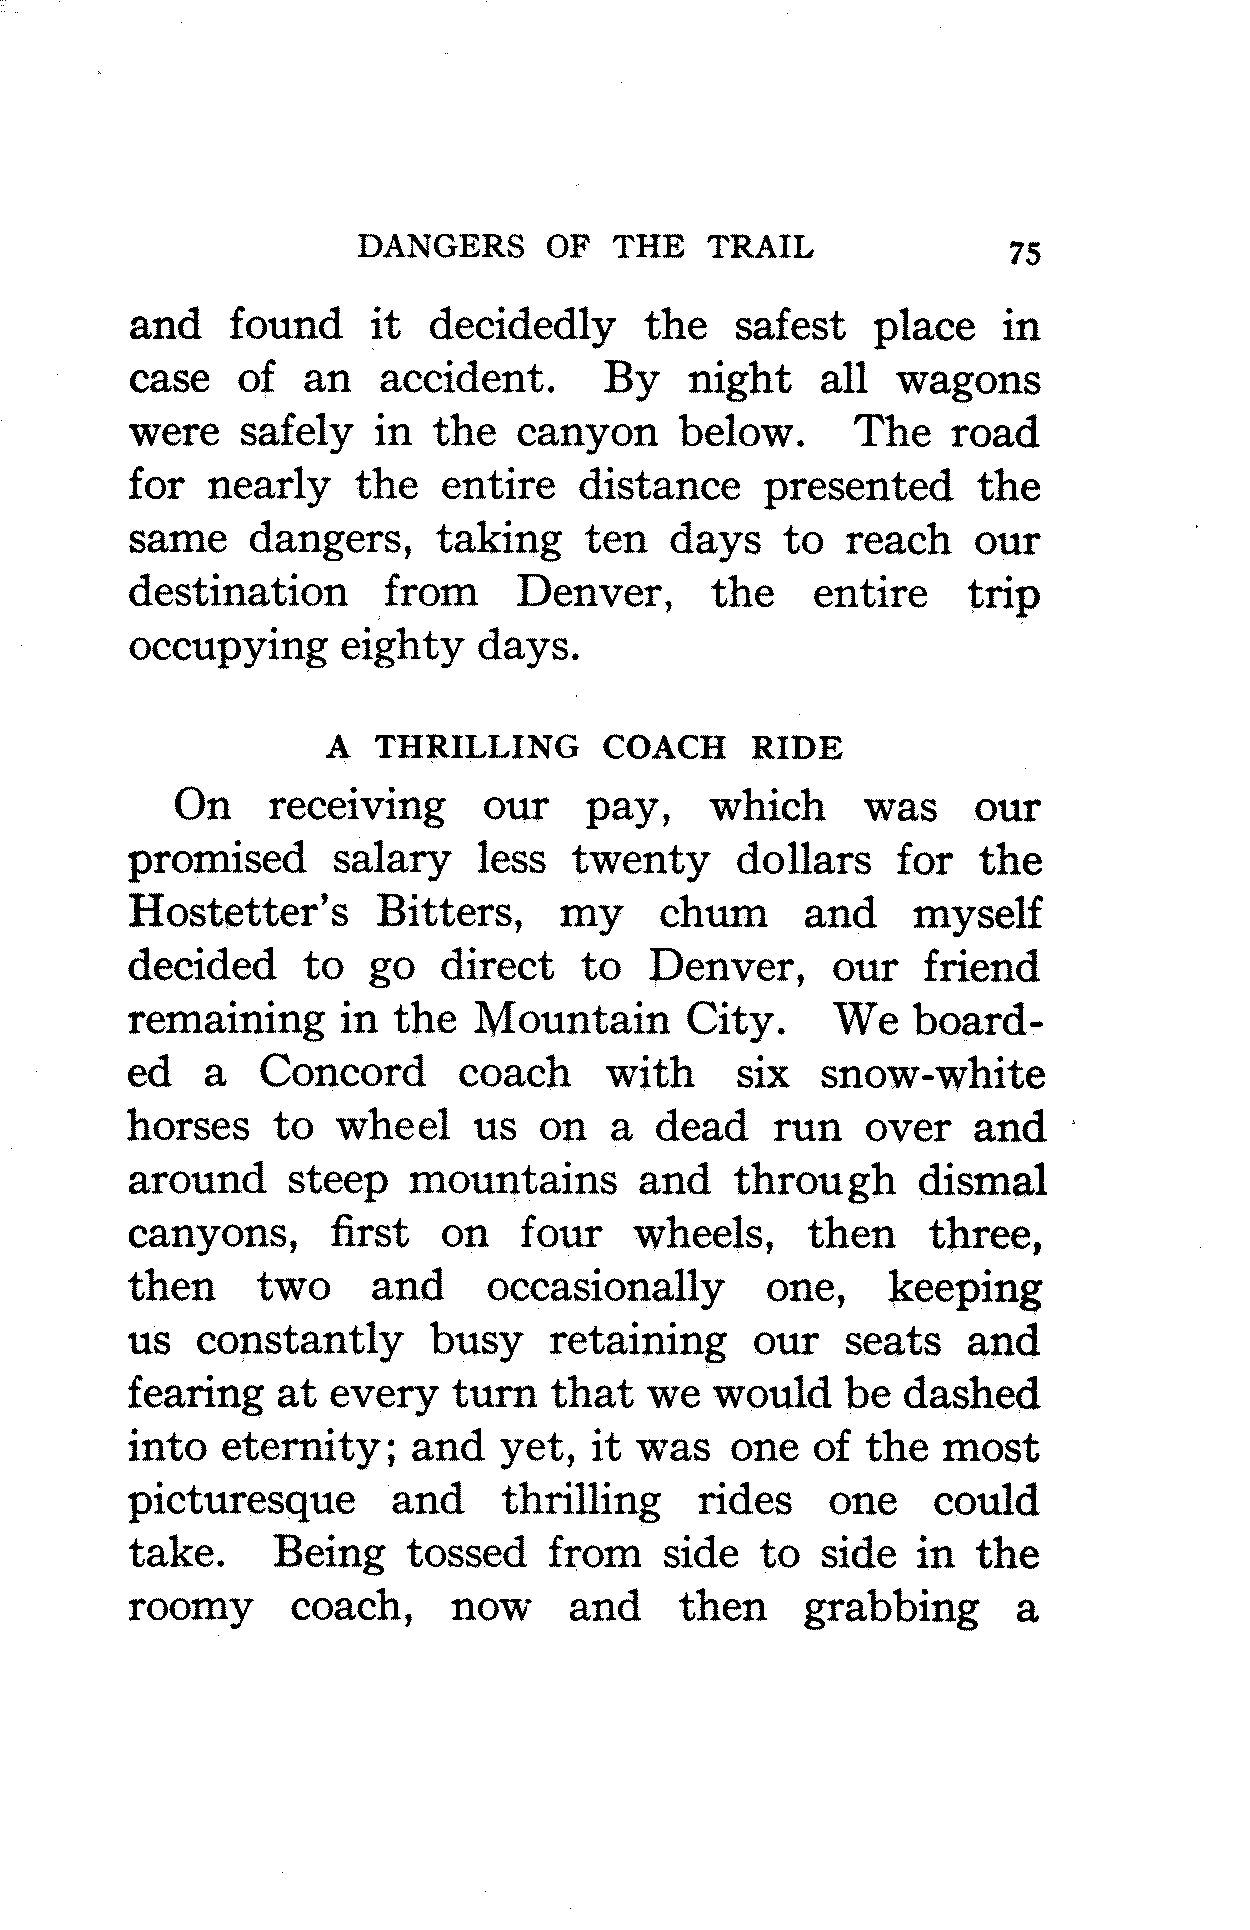 DANGERS OF THE TRAIL 75
and found it decidedly the safest place in
case of an accident. By night all wagons
were safely in the canyon below. The road
for nearly the entire distance presented the
same dangers, taking ten days to reach our
destination from Denver, the entire trip
occupying eighty days.
A THRILLING COACH RIDE
On receiving our pay, which was our
promised salary less twenty dollars for the
Hostetter's Bitters, my chum and myself
decided to go direct to Denver, our friend
remaining in the Mountain City. We board-
ed a Concord coach with six snow-white
horses to wheel us on a dead run over and
around steep mountains and through dismal
canyons, first on four wheels, then three,
then two and occasionally one, keeping
us constantly busy retaining our seats and
fearing at every turn that we would be dashed
into eternity; and yet, it was one of the most
picturesque and thrilling rides one could
take. Being tossed from side to side in the
roomy coach, now and then grabbing a